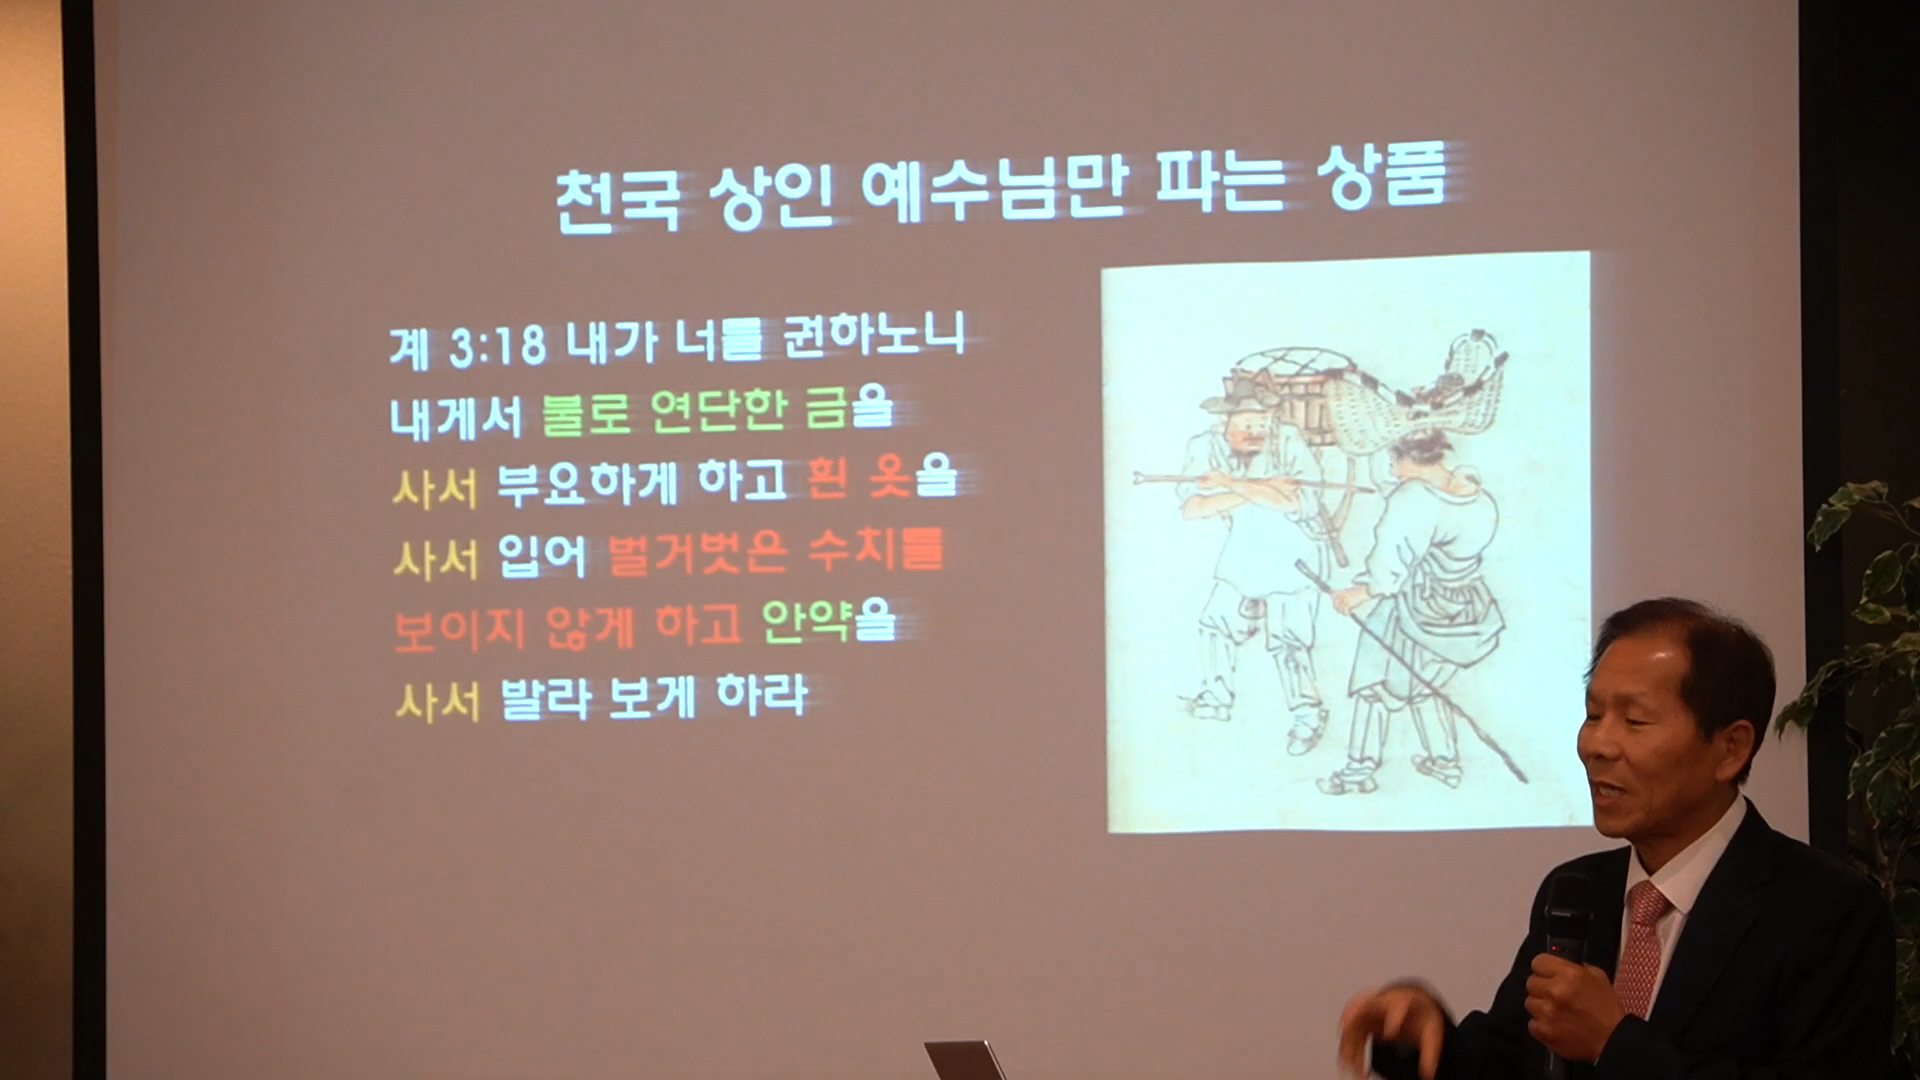 천국 상인 예수님만 파는 상품
계 3:18 내가 너를 권하노니
내게서 불로 연단한 금을
사서 부요하게 하고 흰 옷을
사서 입어 벌거벗은 수치를
보이지 않게 하고 안약을
사서 발라 보게 하라